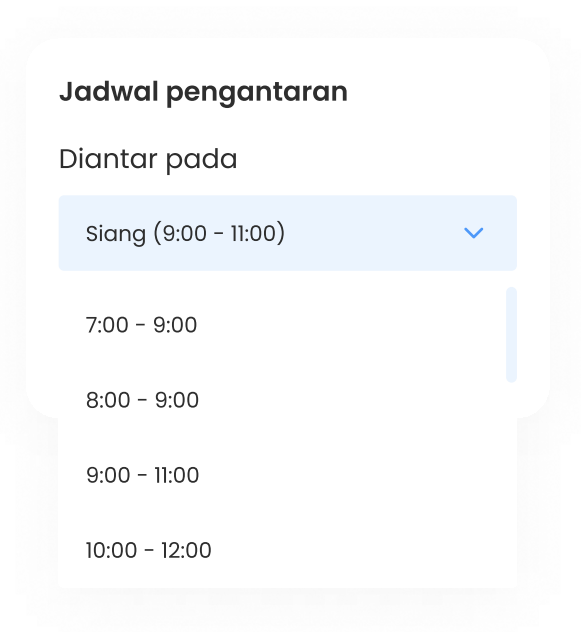 Jadwal pengantaran
Diantar pada
Siang (9:00 - 11:00)
7:00 - 9:00
8:00 - 9:00
9:00 - 11:00
10:00 - 12:00